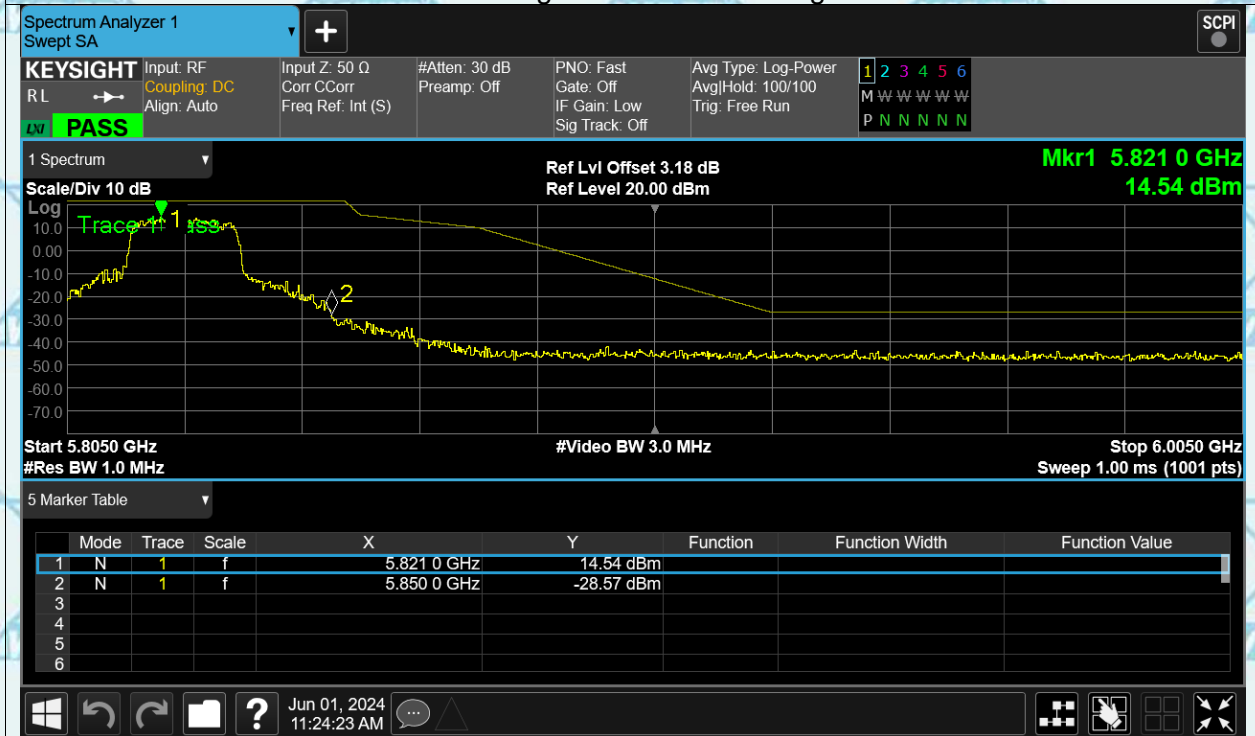 Spectrum Analyzer 1
Swept SA
+
SCPI
KEYSIGHT
R L
LXI PASS
Input: RF
Coupling: DC
Align: Auto
Input Z: 50 Ω
Corr CCorr
Freq Ref: Int (S)
#Atten: 30 dB
Preamp: Off
PNO: Fast
Gate: Off
IF Gain: Low
Sig Track: Off
Avg Type: Log-Power
Avg|Hold: 100/100
Trig: Free Run
1 2 3 4 5 6
M W W W W W W
P N N N N N N
1 Spectrum
Scale/Div 10 dB
Ref Lvl Offset 3.18 dB
Ref Level 20.00 dBm
Mkr1 5.821 0 GHz
14.54 dBm
Log
Trace 1 Pass
1
2
10.0
0.00
-10.0
-20.0
-30.0
-40.0
-50.0
-60.0
-70.0
Start 5.8050 GHz
#Video BW 3.0 MHz
Stop 6.0050 GHz
#Res BW 1.0 MHz
Sweep 1.00 ms (1001 pts)
5 Marker Table
Mode Trace Scale X Y Function Function Width Function Value
1 N 1 f 5.821 0 GHz 14.54 dBm
2 N 1 f 5.850 0 GHz -28.57 dBm
3
4
5
6
?
Jun 01, 2024
11:24:23 AM